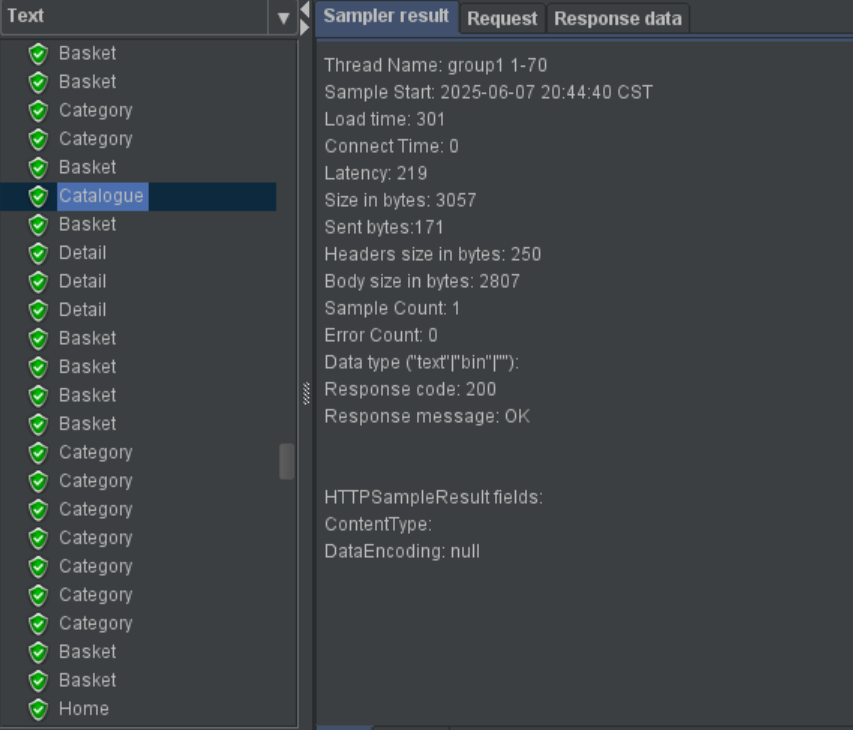 Text
Basket
Basket
Category
Category
Basket
Catalogue
Basket
Detail
Detail
Detail
Basket
Basket
Basket
Basket
Category
Category
Category
Category
Category
Category
Category
Basket
Basket
Home
Sampler result
Request
Response data
Thread Name: group1 1-70
Sample Start: 2025-06-07 20:44:40 CST
Load time: 301
Connect Time: 0
Latency: 219
Size in bytes: 3057
Sent bytes:171
Headers size in bytes: 250
Body size in bytes: 2807
Sample Count: 1
Error Count: 0
Data type ("text"|"bin"|""):
Response code: 200
Response message: OK
HTTPSampleResult fields:
ContentType:
DataEncoding: null